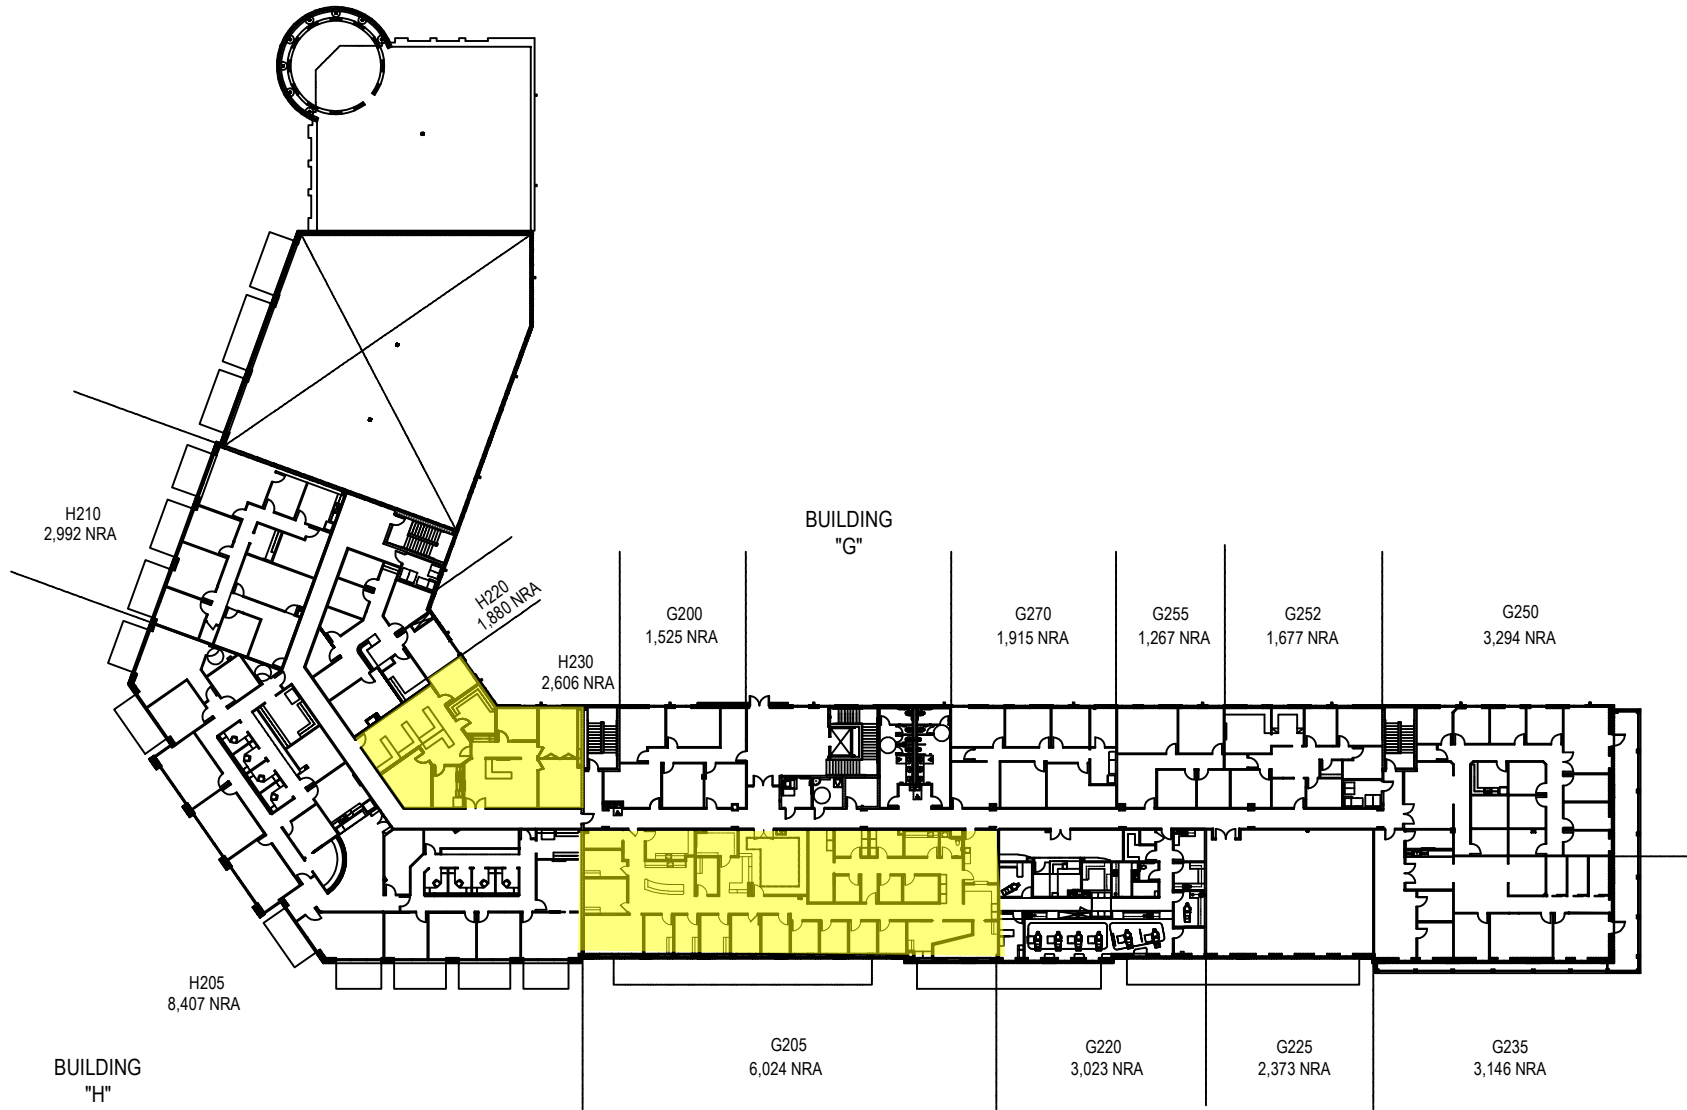 H210
2,992 NRA
BUILDING
"G"
H220
1,880 NRA
H230
2,606 NRA
G200
1,525 NRA
G270
1,915 NRA
G255
1,267 NRA
G252
1,677 NRA
G250
3,294 NRA
H205
8,407 NRA
BUILDING
"H"
G205
6,024 NRA
G220
3,023 NRA
G225
2,373 NRA
G235
3,146 NRA